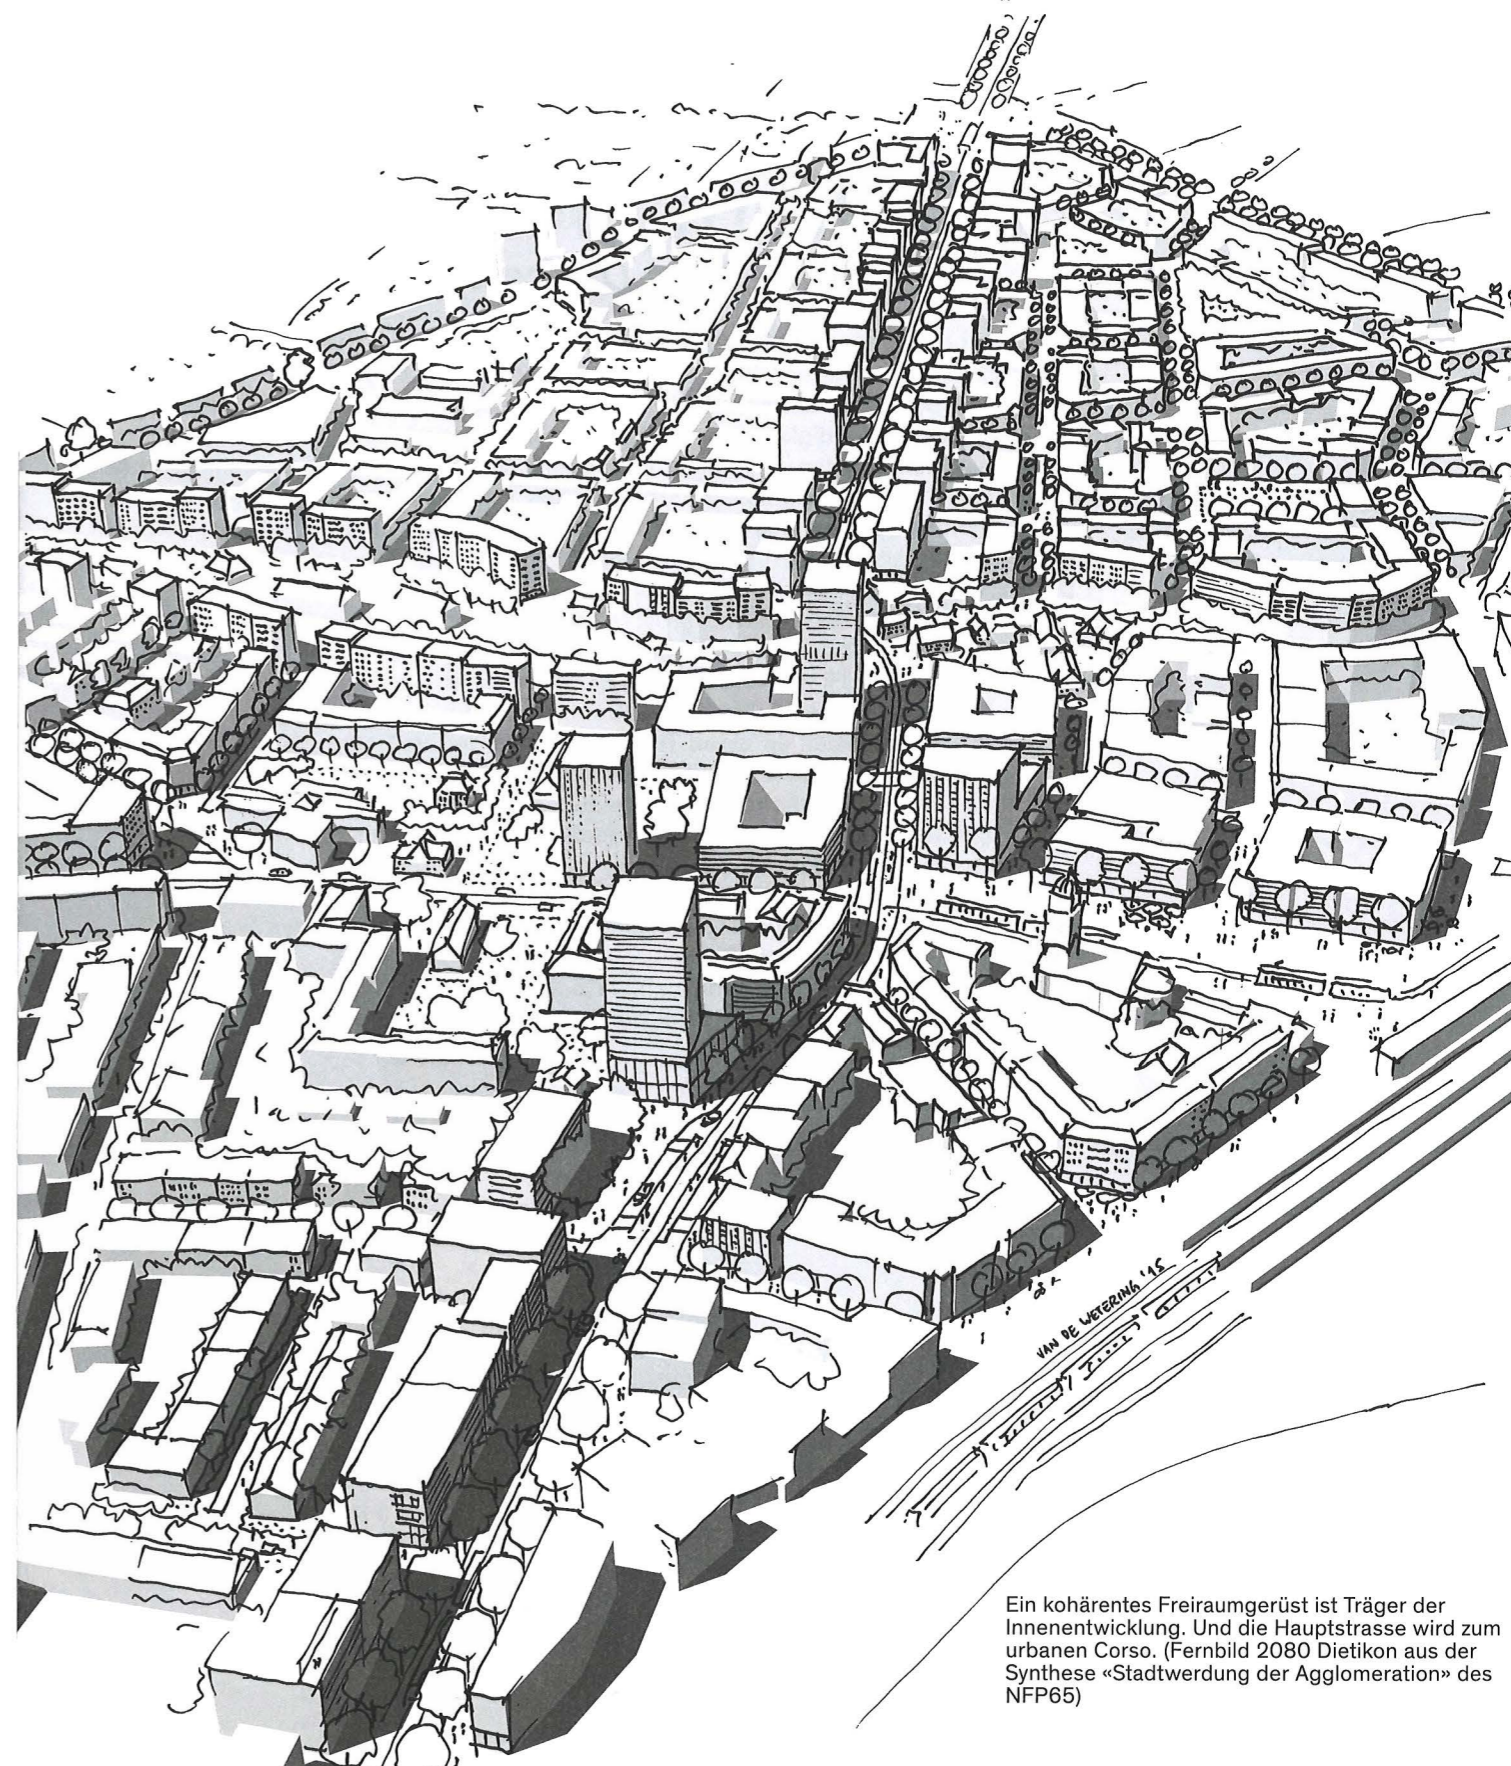 VAN DE WETERING '15
Ein kohärentes Freiraumgerüst ist Träger der
Innenentwicklung. Und die Hauptstrasse wird zum
urbanen Corso. (Fernbild 2080 Dietikon aus der
Synthese «Stadtwerdung der Agglomeration» des
NFP65)